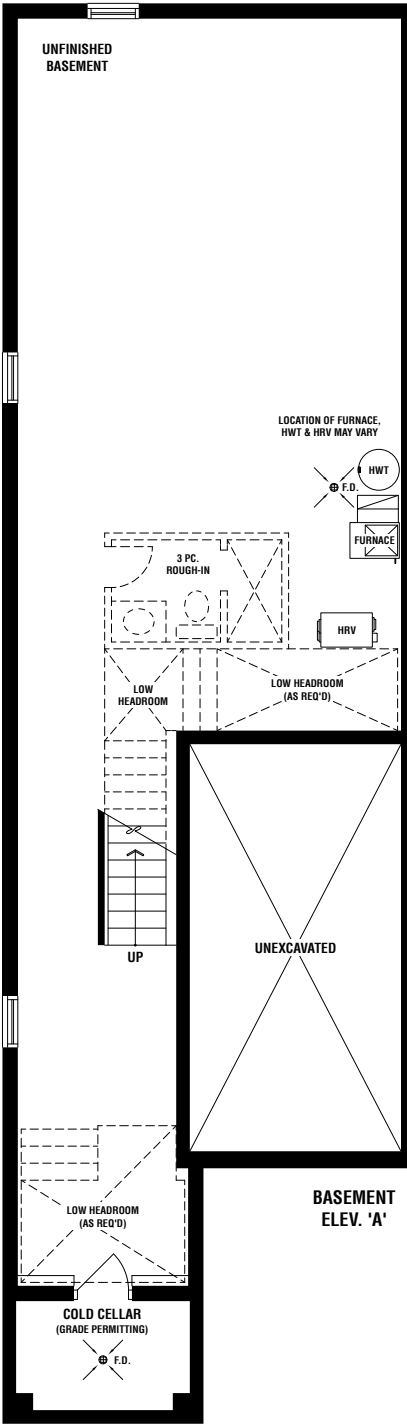 UNFINISHED
BASEMENT
LOCATION OF FURNACE,
HWT & HRV MAY VARY
HWT
F.D.
FURNACE
3 PC.
ROUGH-IN
HRV
LOW
HEADROOM
LOW HEADROOM
(AS REQ'D)
UP
UNEXCAVATED
LOW HEADROOM
(AS REQ'D)
BASEMENT
ELEV. 'A'
COLD CELLAR
(GRADE PERMITTING)
F.D.